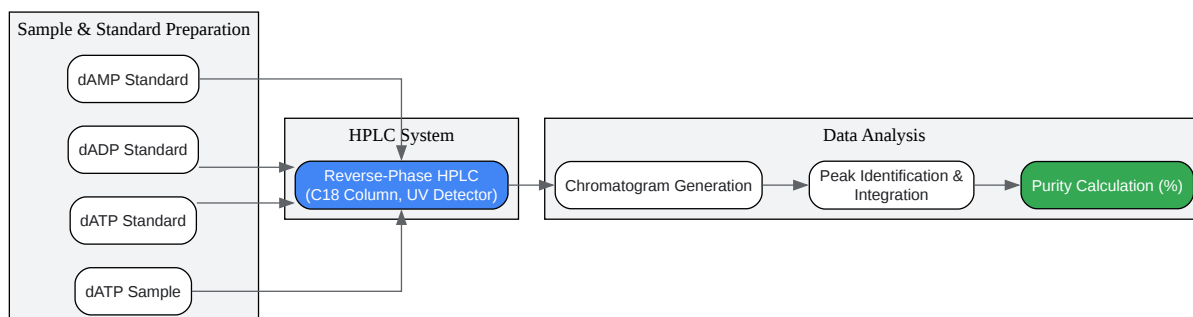 Sample & Standard Preparation
dAMP Standard
dADP Standard
dATP Standard
dATP Sample
HPLC System
Reverse-Phase HPLC
(C18 Column, UV Detector)
Data Analysis
Chromatogram Generation
Peak Identification &
Integration
Purity Calculation (%)